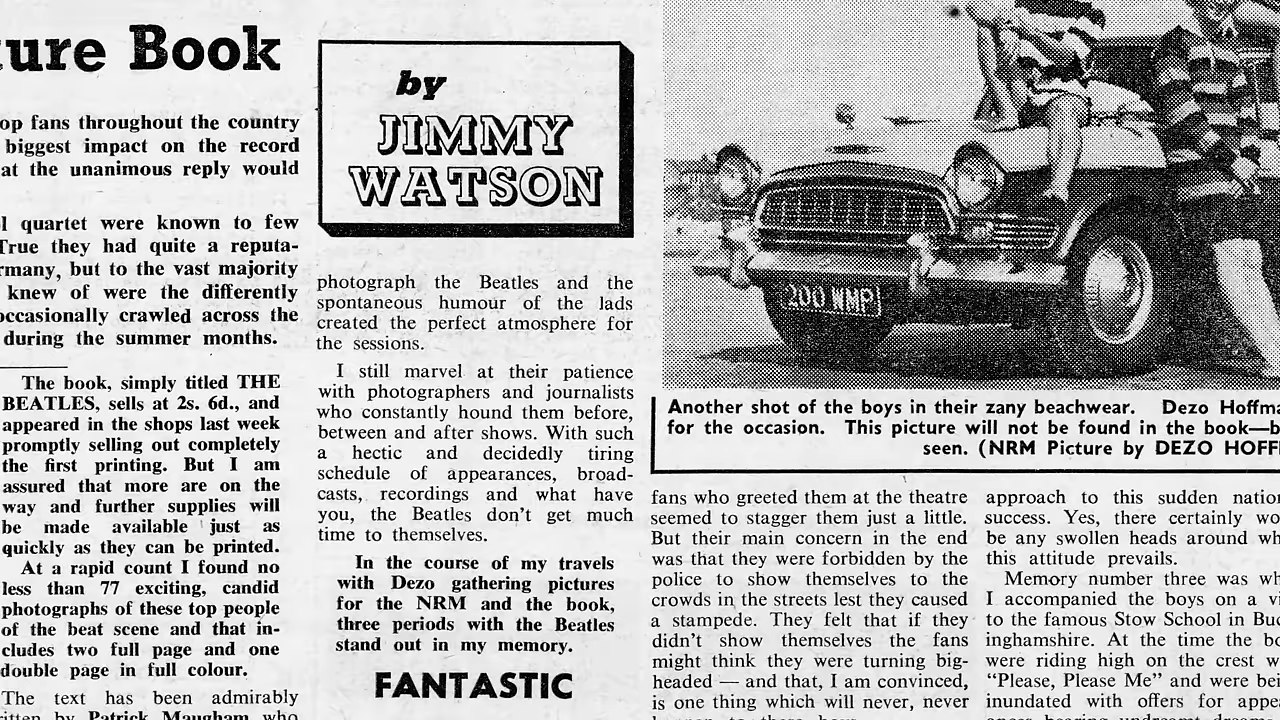 ture Book
op fans throughout the country
biggest impact on the record
at the unanimous reply would
l quartet were known to few
True they had quite a reputa-
rmany, but to the vast majority
knew of were the differently
occasionally crawled across the
during the summer months.
The book, simply titled THE
BEATLES, sells at 2s. 6d., and
appeared in the shops last week
promptly selling out completely
the first printing. But I am
assured that more are on the
way and further supplies will
be made available just as
quickly as they can be printed.
At a rapid count I found no
less than 77 exciting, candid
photographs of these top people
of the beat scene and that in-
cludes two full page and one
double page in full colour.
The text has been admirably
itten by Patrick Maugham who
by
JIMMY
WATSON
photograph the Beatles and the
spontaneous humour of the lads
created the perfect atmosphere for
the sessions.
I still marvel at their patience
with photographers and journalists
who constantly hound them before,
between and after shows. With such
a hectic and decidedly tiring
schedule of appearances, broad-
casts, recordings and what have
you, the Beatles don't get much
time to themselves.
In the course of my travels
with Dezo gathering pictures
for the NRM and the book,
three periods with the Beatles
stand out in my memory.
FANTASTIC
200 NMP
Another shot of the boys in their zany beachwear. Dezo Hoffma
for the occasion. This picture will not be found in the book—b
seen. (NRM Picture by DEZO HOFF
fans who greeted them at the theatre
seemed to stagger them just a little.
But their main concern in the end
was that they were forbidden by the
police to show themselves to the
crowds in the streets lest they caused
a stampede. They felt that if they
didn't show themselves the fans
might think they were turning big-
headed — and that, I am convinced,
is one thing which will never, never
approach to this sudden nation
success. Yes, there certainly wo
be any swollen heads around wh
this attitude prevails.
Memory number three was wh
I accompanied the boys on a vi
to the famous Stow School in Buc
inghamshire. At the time the bo
were riding high on the crest w
"Please, Please Me" and were bei
inundated with offers for appe